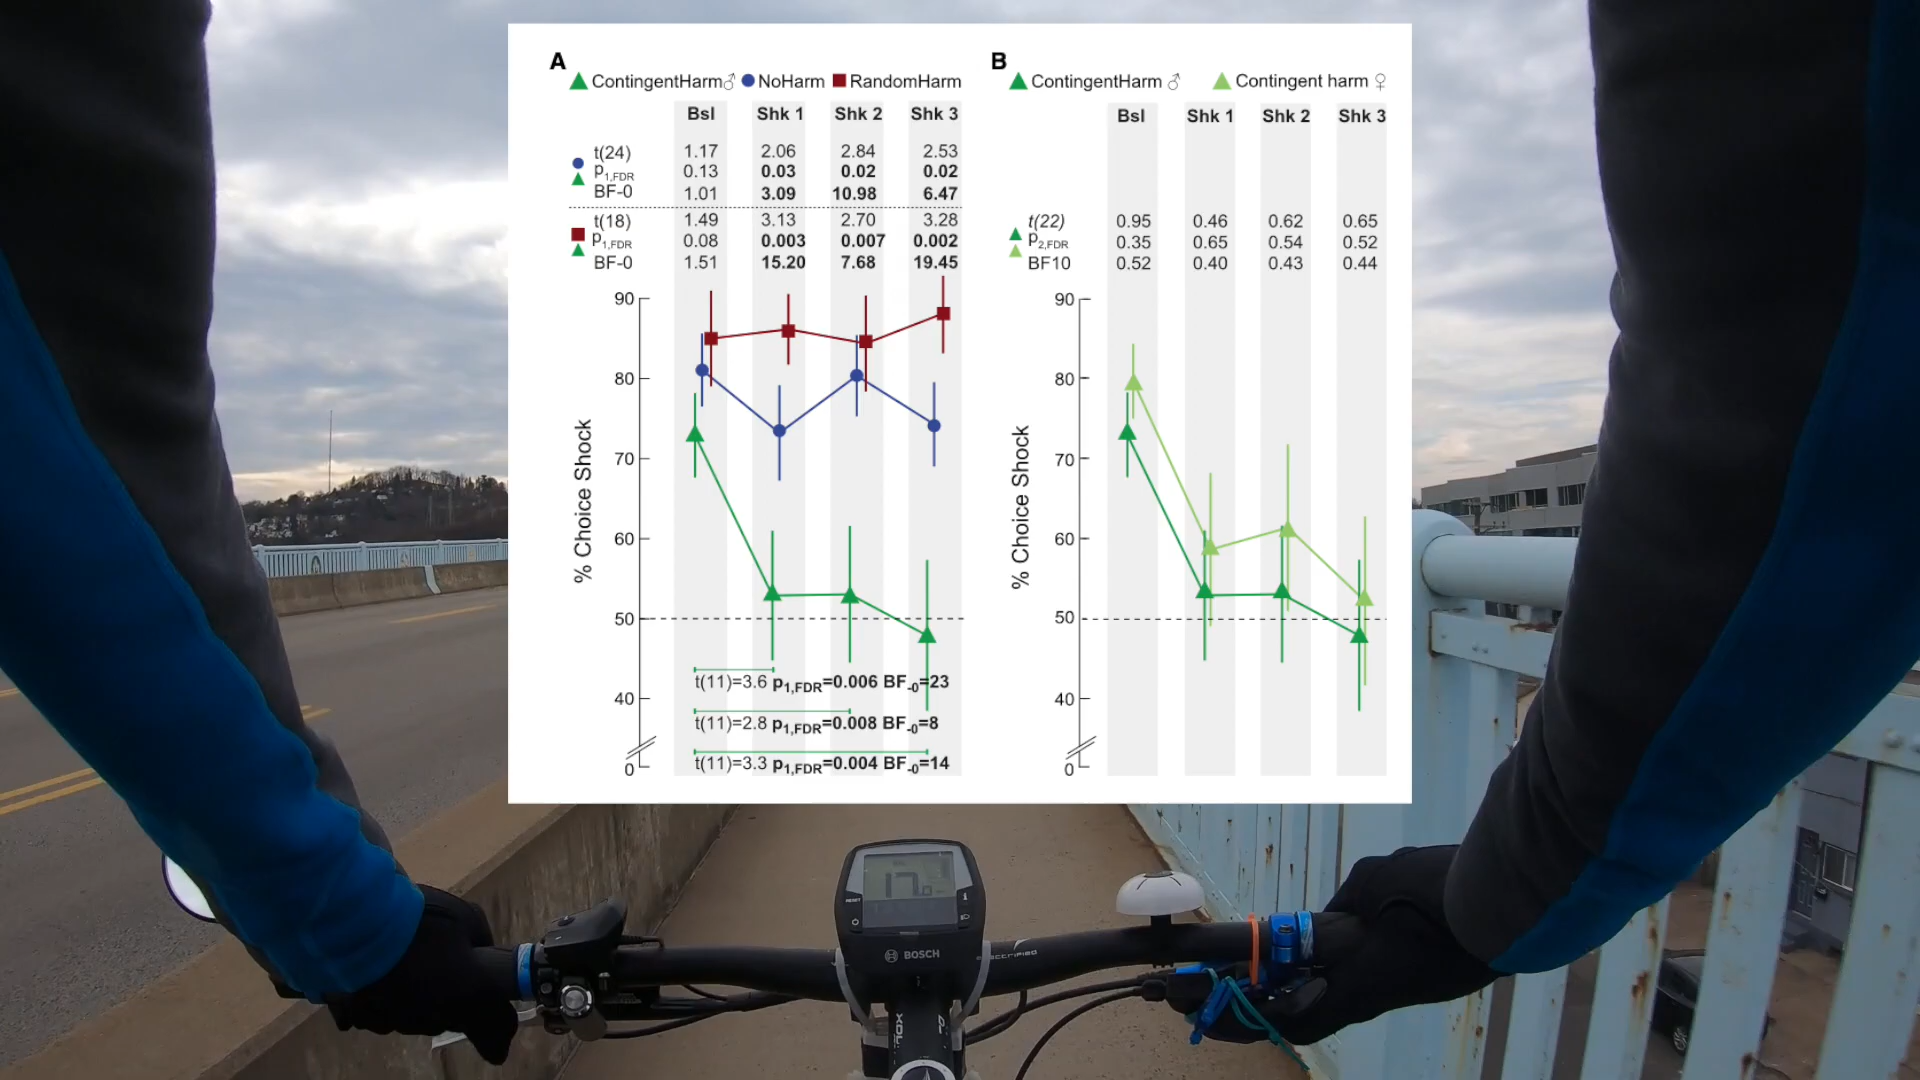 A
ContingentHarm♂ NoHarm RandomHarm
Bsl Shk 1 Shk 2 Shk 3
t(24) 1.17 2.06 2.84 2.53
p1,FDR 0.13 0.03 0.02 0.02
BF-0 1.01 3.09 10.98 6.47
t(18) 1.49 3.13 2.70 3.28
p1,FDR 0.08 0.003 0.007 0.002
BF-0 1.51 15.20 7.68 19.45
90
80
70
60
50
40
0
% Choice Shock
t(11)=3.6 p1,FDR=0.006 BF-0=23
t(11)=2.8 p1,FDR=0.008 BF-0=8
t(11)=3.3 p1,FDR=0.004 BF-0=14
B
ContingentHarm ♂ Contingent harm ♀
Bsl Shk 1 Shk 2 Shk 3
t(22) 0.95 0.46 0.62 0.65
p2,FDR 0.35 0.65 0.54 0.52
BF10 0.52 0.40 0.43 0.44
90
80
70
60
50
40
0
% Choice Shock
RESET
i
BOSCH